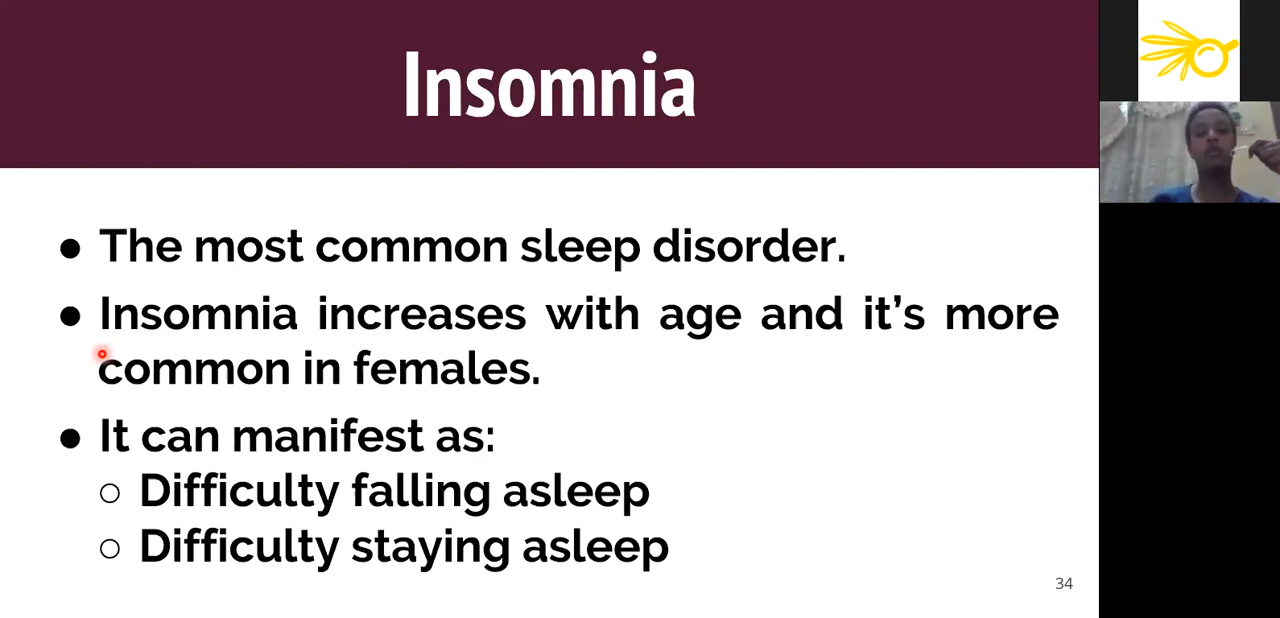 Insomnia
● The most common sleep disorder.
● Insomnia increases with age and it’s more
common in females.
● It can manifest as:
○ Difficulty falling asleep
○ Difficulty staying asleep
34